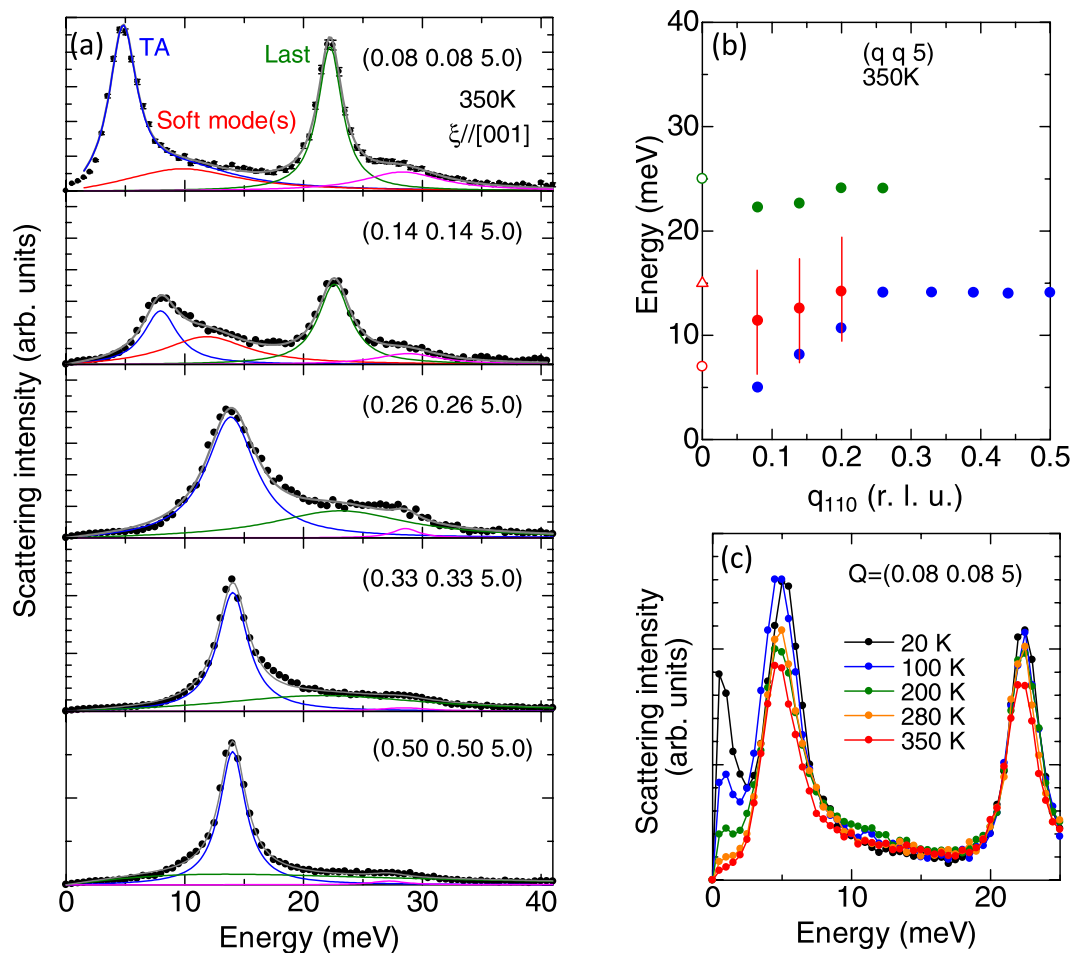 (a)
TA
Last
(0.08 0.08 5.0)
350K
Soft mode(s)
ξ//[001]
(0.14 0.14 5.0)
(0.26 0.26 5.0)
(0.33 0.33 5.0)
(0.50 0.50 5.0)
Scattering intensity (arb. units)
0 10 20 30 40
Energy (meV)
(b)
(q q 5)
350K
40
30
20
10
0
Energy (meV)
0 0.1 0.2 0.3 0.4 0.5
q110 (r. l. u.)
(c)
Q=(0.08 0.08 5)
20 K
100 K
200 K
280 K
350 K
Scattering intensity
(arb. units)
0 10 20
Energy (meV)